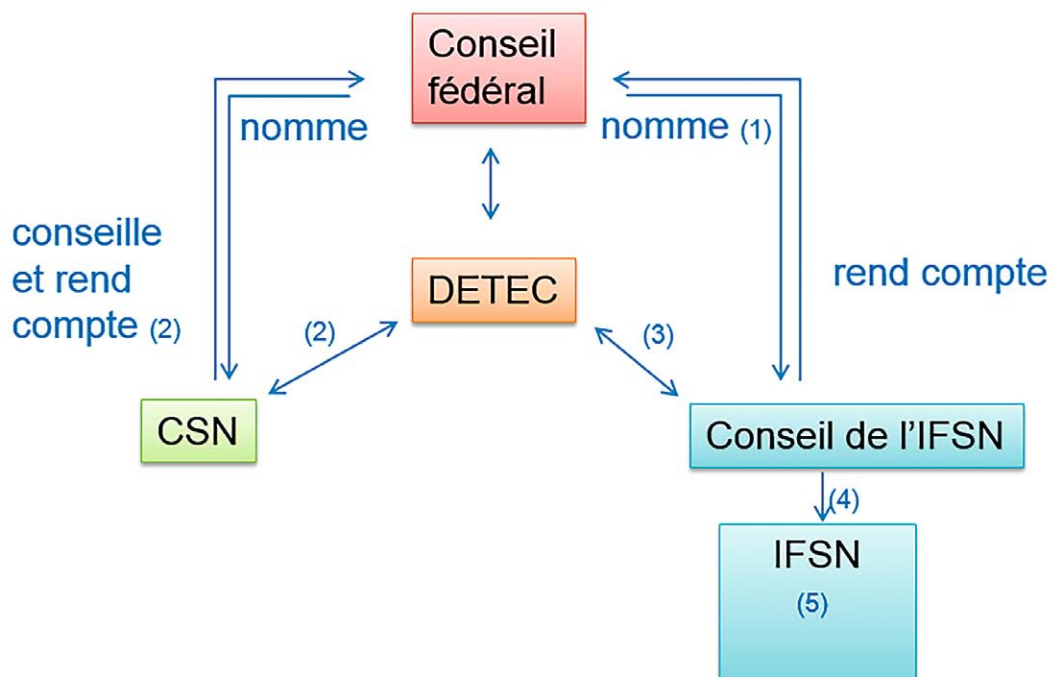 Conseil
fédéral
nomme
nomme (1)
conseille
et rend
compte (2)
DETEC
rend compte
(2)
(3)
CSN
Conseil de l'IFSN
(4)
IFSN
(5)